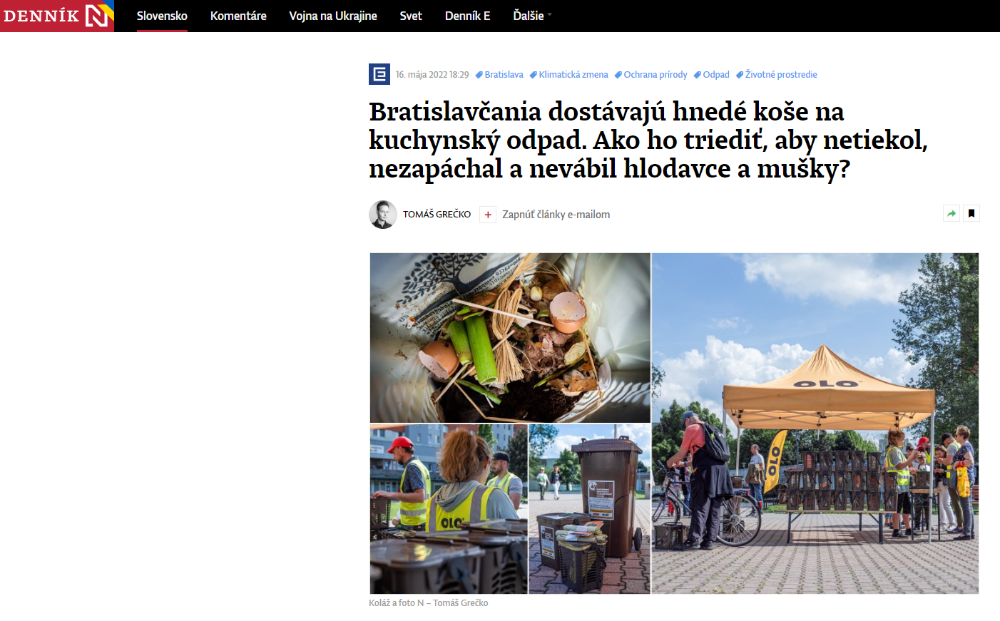 DENNÍK N
Slovensko
Komentáre
Vojna na Ukrajine
Svet
Denník E
Ďalšie
E
16. mája 2022 18:29
Bratislava
Klimatická zmena
Ochrana prírody
Odpad
Životné prostredie
Bratislavčania dostávajú hnedé koše na
kuchynský odpad. Ako ho triediť, aby netiekol,
nezapáchal a nevábil hlodavce a mušky?
TOMÁŠ GREČKO
+
Zapnúť články e-mailom
OLO
OLO
OLO
Koláž a foto N – Tomáš Grečko